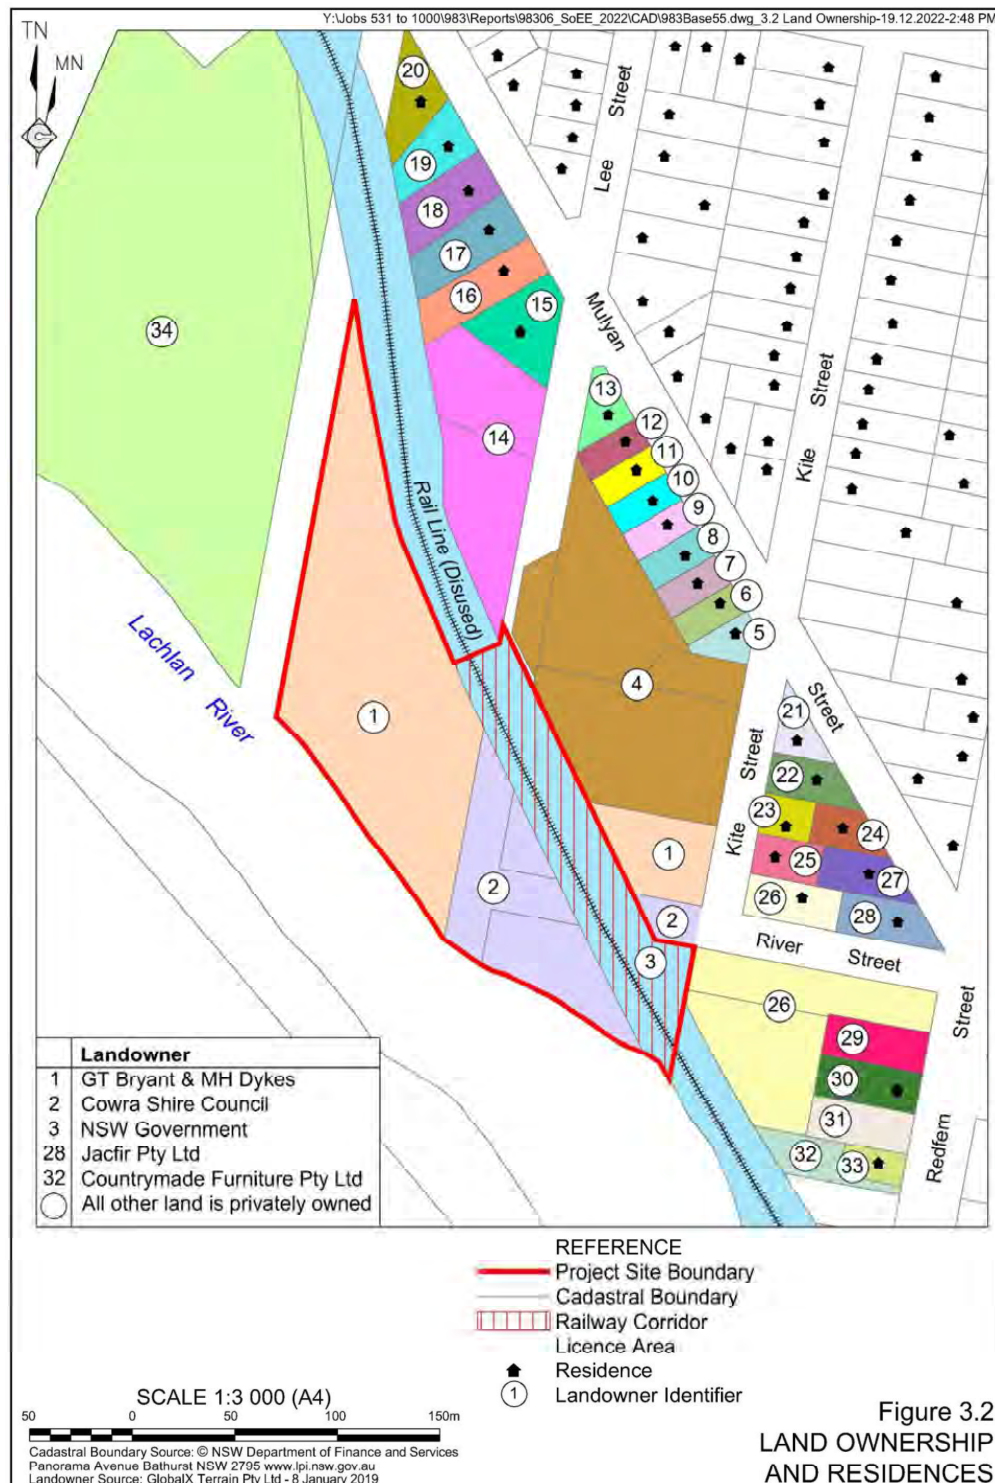 Y:\Jobs 531 to 1000\983\Reports\98306_SoEE_2022\CAD\983Base55.dwg_3.2 Land Ownership-19.12.2022-2:48 PM
TN
MN
20
19
18
17
16
15
14
34
13
12
11
10
9
8
7
6
5
4
Lee Street
Mulyan
Street
Kite Street
Rail Line (Disused)
Lachlan
River
1
2
3
1
2
Kite Street
21
22
23
24
25
27
26
28
River Street
26
29
30
31
32
33
Redfern Street
Landowner
1 GT Bryant & MH Dykes
2 Cowra Shire Council
3 NSW Government
28 Jacfir Pty Ltd
32 Countrymade Furniture Pty Ltd
All other land is privately owned
REFERENCE
Project Site Boundary
Cadastral Boundary
Railway Corridor
Licence Area
Residence
1 Landowner Identifier
SCALE 1:3 000 (A4)
50 0 50 100 150m
Cadastral Boundary Source: © NSW Department of Finance and Services
Panorama Avenue Bathurst NSW 2795 www.lpi.nsw.gov.au
Landowner Source: GlobalX Terrain Pty Ltd - 8 January 2019
Figure 3.2
LAND OWNERSHIP
AND RESIDENCES